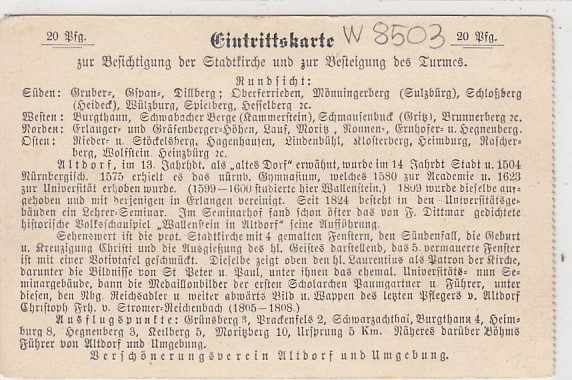 20 Pfg. Eintrittskarte W 8503 20 Pfg.
zur Besichtigung der Stadtkirche und zur Besteigung des Turmes.
Rundsicht:
Süden: Gruber-, Gspan-, Dillberg; Oberferrieden, Mönningerberg (Sulzbürg), Schloßberg
(Heideck), Wülzburg, Spielberg, Hesselberg ꝛc.
Westen: Burgthann, Schwabacher Berge (Kammerstein), Schmausenbuck (Gritz), Brunnerberg ꝛc.
Norden: Erlanger- und Gräfenberger-Höhen, Lauf, Moritz-, Nonnen-, Ernhofer- u. Hegnenberg.
Osten: Nieder- u. Stöckelsberg, Hagenhausen, Lindenbühl, Klosterberg, Heimburg, Rascher-
berg, Wolfstein. Heinzbürg ꝛc.
Altdorf, im 13. Jahrhdt. als „altes Dorf" erwähnt, wurde im 14 Jahrdt Stadt u. 1504
Nürnbergisch. 1575 erhielt es das nürnb. Gymnasium, welches 1580 zur Academie u. 1623
zur Universität erhoben wurde. (1599—1600 studierte hier Wallenstein.) 1809 wurde dieselbe auf-
gehoben und mit derjenigen in Erlangen vereinigt. Seit 1824 besteht in den Universitätsge-
bäuden ein Lehrer-Seminar. Im Seminarhof fand schon öfter das von F. Dittmar gedichtete
historische Volksschauspiel „Wallenstein in Altdorf" seine Aufführung.
Sehenswert ist die prot. Stadtkirche mit 4 gemalten Fenstern, den Sündenfall, die Geburt
u. Kreuzigung Christi und die Ausgießung des hl. Geistes darstellend, das 5. vermauerte Fenster
ist mit einer Votivtafel geschmückt. Dieselbe zeigt oben den hl. Laurentius als Patron der Kirche,
darunter die Bildnisse von St Peter u. Paul, unter ihnen das ehemal. Universitäts- nun Se-
minargebäude, dann die Medaillonbilder der ersten Scholarchen Paumgartner u. Führer, unter
diesen, den Nbg Reichsadler u. weiter abwärts Bild u. Wappen des letzten Pflegers v. Altdorf
Christoph Frh. v. Stromer-Reichenbach (1805—1808.)
Ausflugspunkte: Grünsberg 3, Prackenfels 2, Schwarzachthal, Burgthann 4, Heim-
burg 8, Hegnenberg 3, Keilberg 5, Moritzberg 10, Ursprung 5 Km. Näheres darüber Böhms
Führer von Altdorf und Umgebung.
Verschönerungsverein Altdorf und Umgebung.